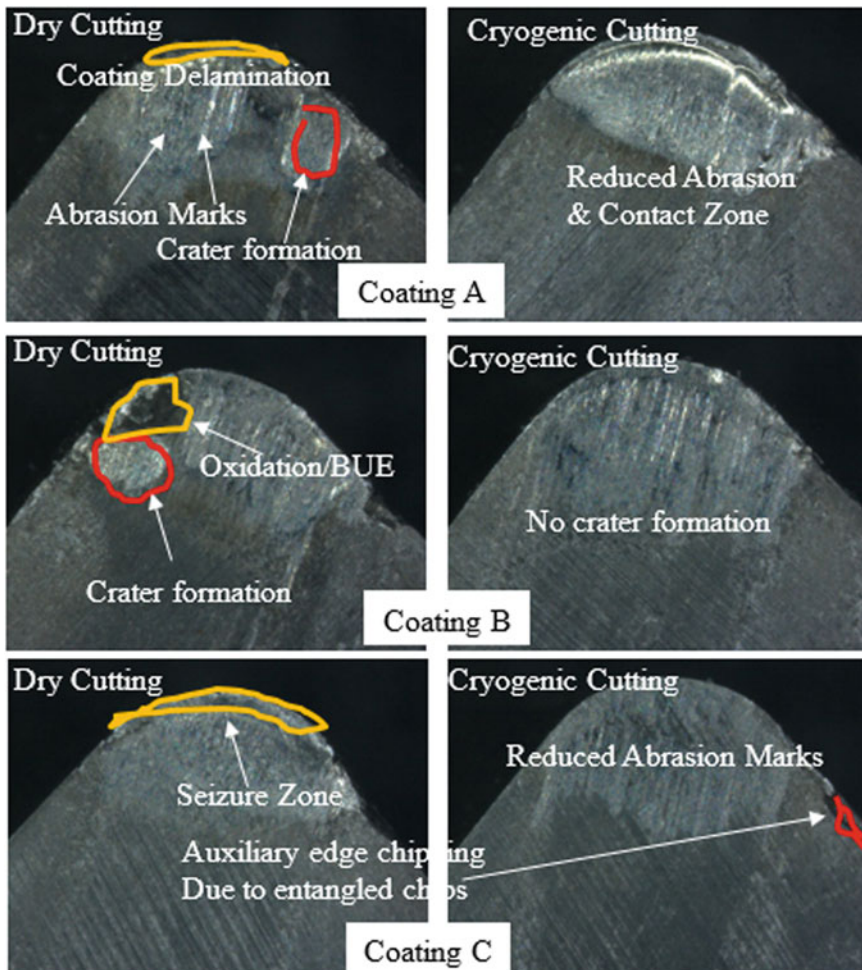 Dry Cutting
Coating Delamination
Abrasion Marks
Crater formation
Cryogenic Cutting
Reduced Abrasion
& Contact Zone
Coating A
Dry Cutting
Oxidation/BUE
Crater formation
Cryogenic Cutting
No crater formation
Coating B
Dry Cutting
Seizure Zone
Cryogenic Cutting
Reduced Abrasion Marks
Auxiliary edge chipping
Due to entangled chips
Coating C